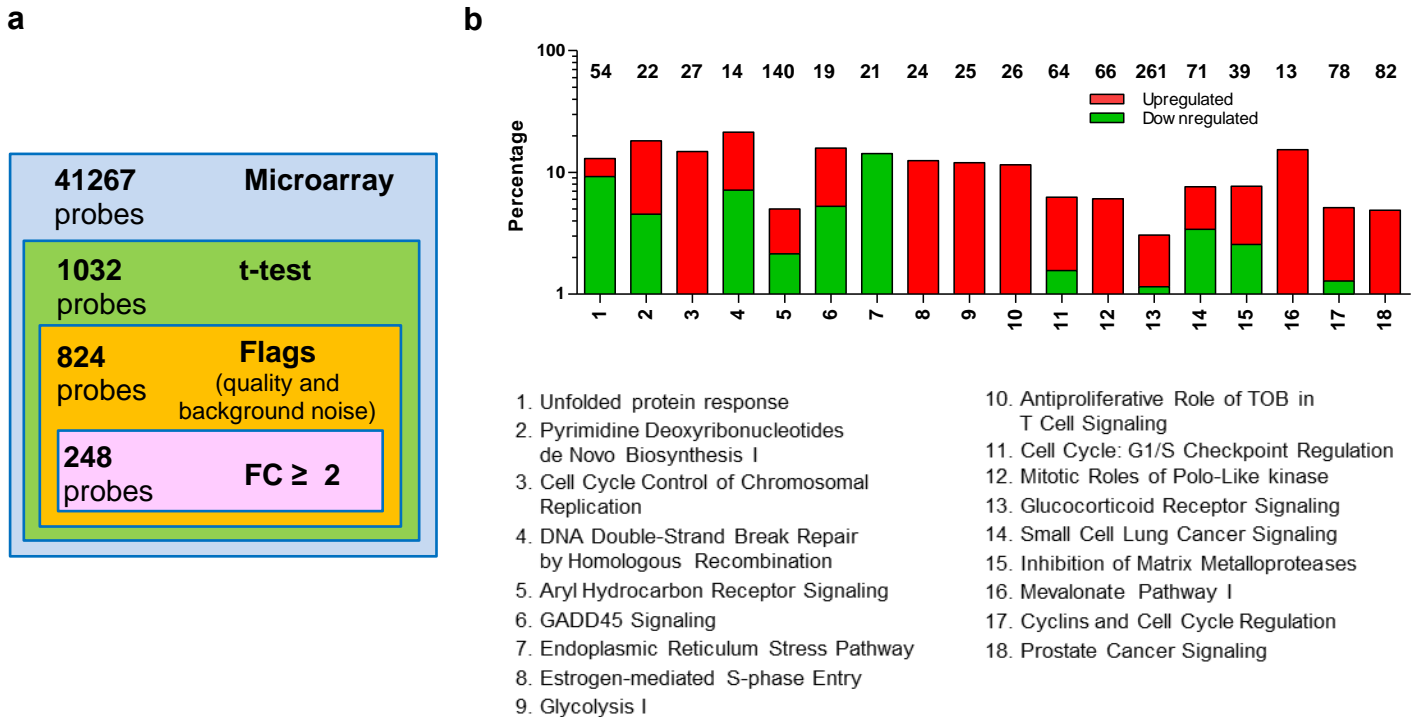 a
41267 Microarray
probes
1032 t-test
probes
824 Flags
probes (quality and
background noise)
248
probes FC ≥ 2
b
100
54 22 27 14 140 19 21 24 25 26 64 66 261 71 39 13 78 82
Upregulated
Downregulated
Percentage
10
1
1 2 3 4 5 6 7 8 9 10 11 12 13 14 15 16 17 18
1. Unfolded protein response
2. Pyrimidine Deoxyribonucleotides
de Novo Biosynthesis I
3. Cell Cycle Control of Chromosomal
Replication
4. DNA Double-Strand Break Repair
by Homologous Recombination
5. Aryl Hydrocarbon Receptor Signaling
6. GADD45 Signaling
7. Endoplasmic Reticulum Stress Pathway
8. Estrogen-mediated S-phase Entry
9. Glycolysis I
10. Antiproliferative Role of TOB in
T Cell Signaling
11. Cell Cycle: G1/S Checkpoint Regulation
12. Mitotic Roles of Polo-Like kinase
13. Glucocorticoid Receptor Signaling
14. Small Cell Lung Cancer Signaling
15. Inhibition of Matrix Metalloproteases
16. Mevalonate Pathway I
17. Cyclins and Cell Cycle Regulation
18. Prostate Cancer Signaling